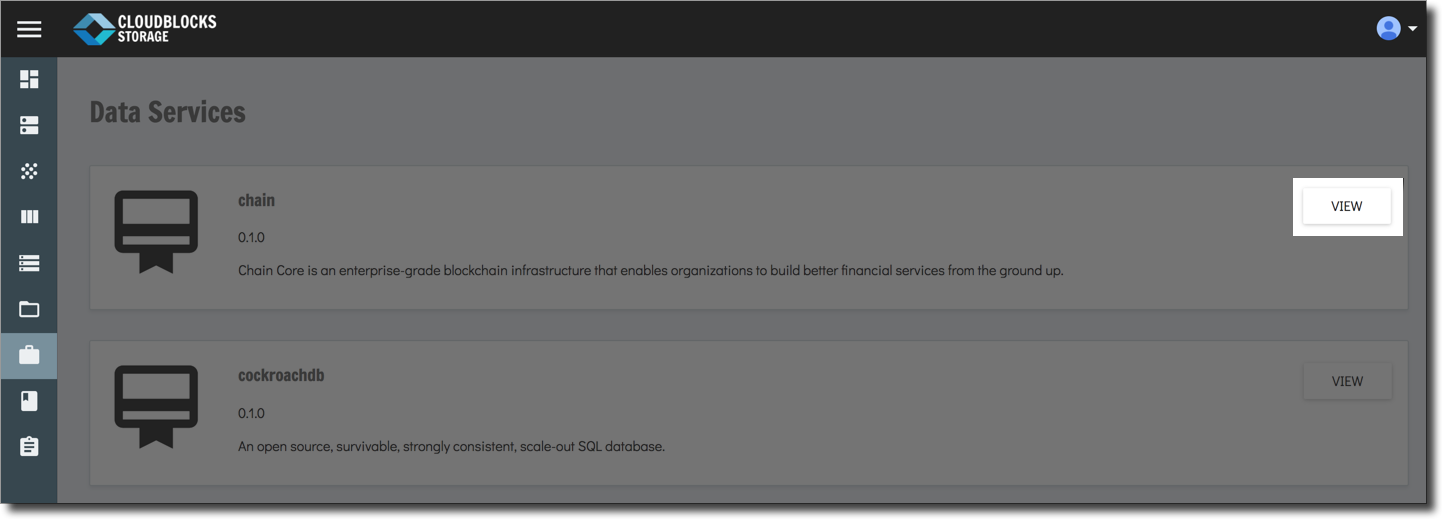 CLOUDBLOCKS
STORAGE
Data Services
chain
VIEW
0.1.0
Chain Core is an enterprise-grade blockchain infrastructure that enables organizations to build better financial services from the ground up.
cockroachdb
VIEW
0.1.0
An open source, survivable, strongly consistent, scale-out SQL database.